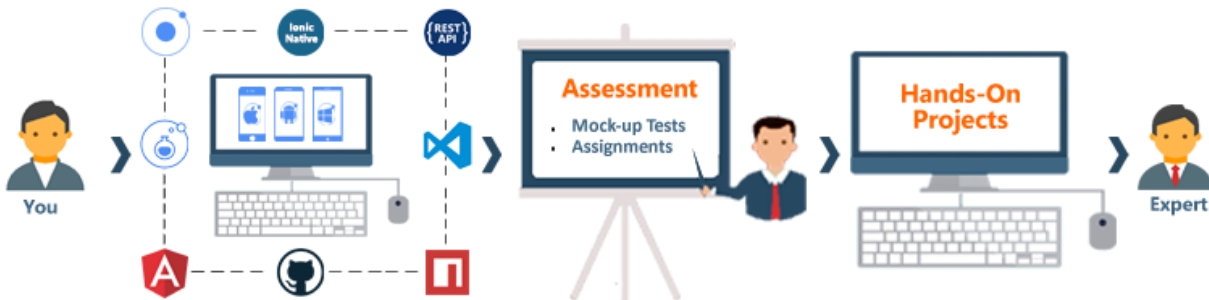 You
Ionic
Native
{REST
API}
A
Assessment
• Mock-up Tests
• Assignments
Hands-On
Projects
Expert